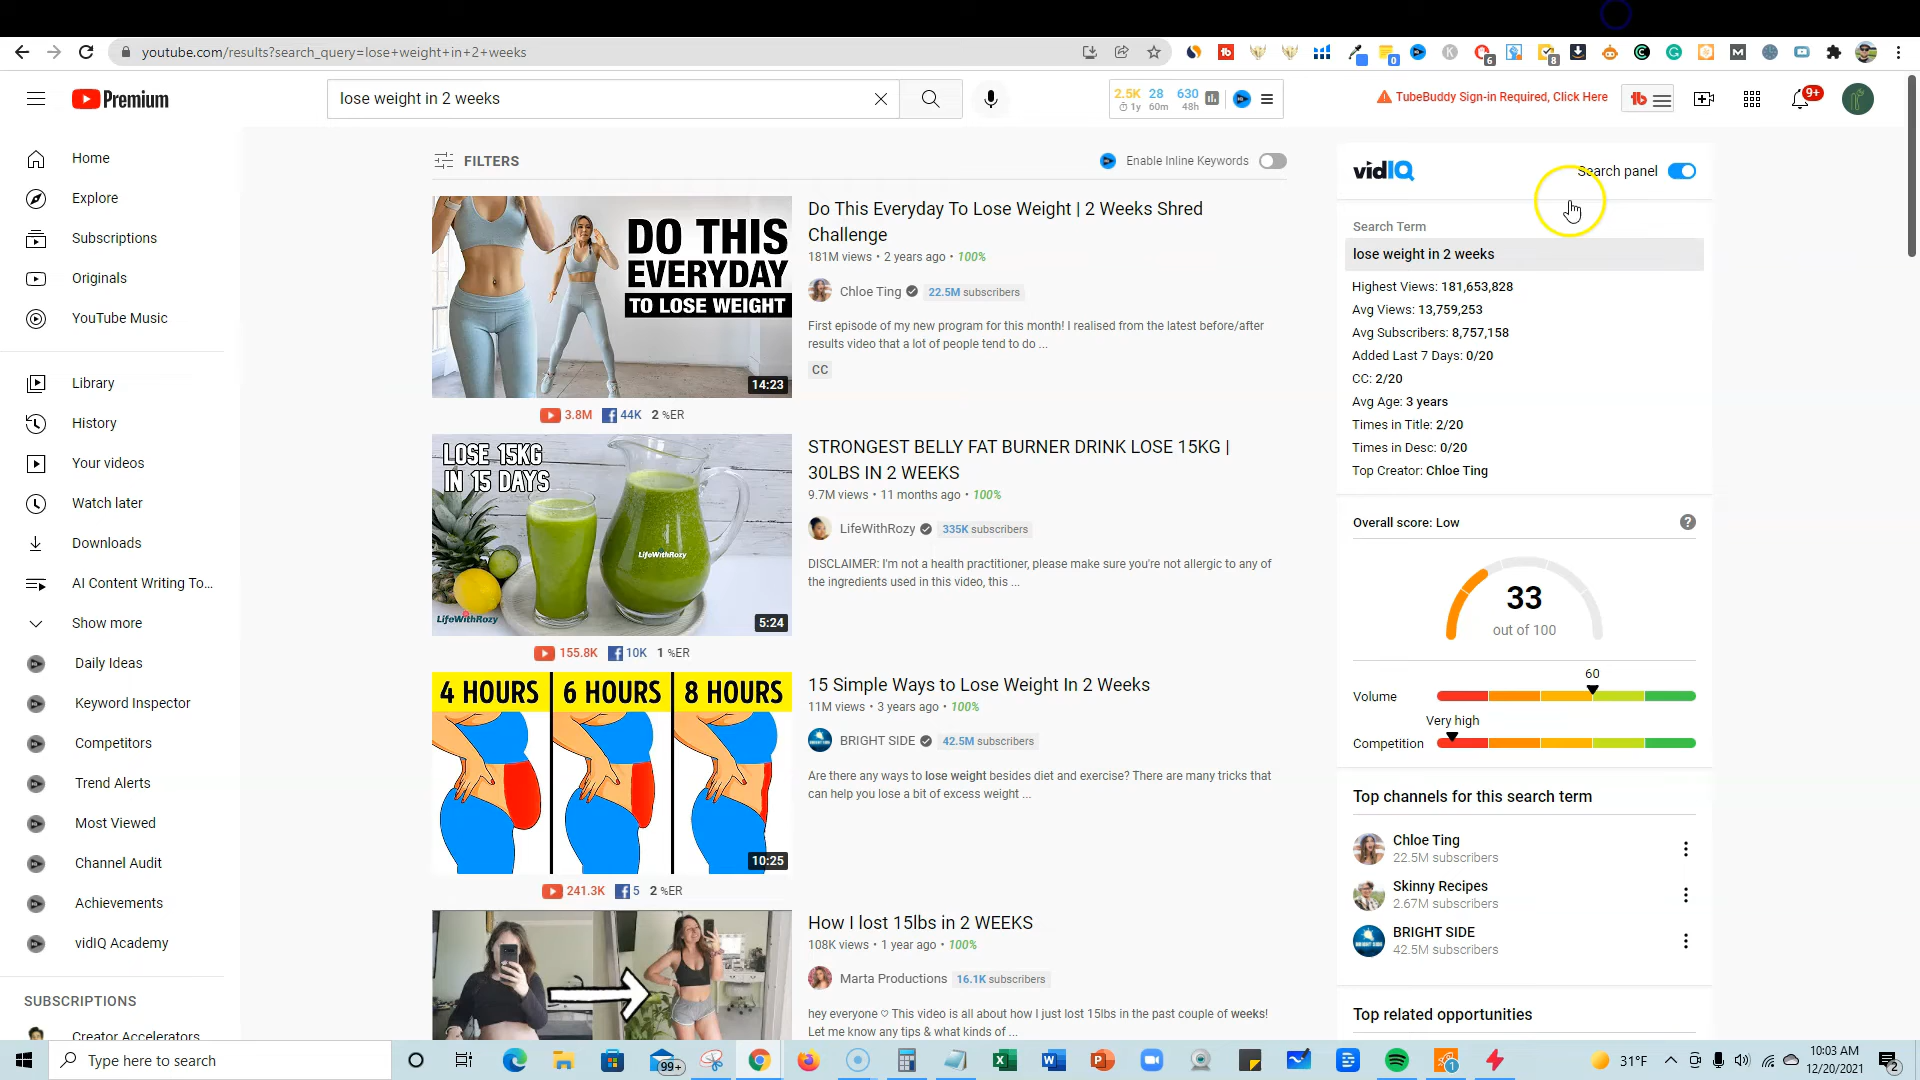 youtube.com/results?search_query=lose+weight+in+2+weeks
Premium
lose weight in 2 weeks
2.5K 28 630
1y 60m 48h
TubeBuddy Sign-in Required, Click Here
9+
Home
Explore
Subscriptions
Originals
YouTube Music
Library
History
Your videos
Watch later
Downloads
AI Content Writing To...
Show more
Daily Ideas
Keyword Inspector
Competitors
Trend Alerts
Most Viewed
Channel Audit
Achievements
vidIQ Academy
SUBSCRIPTIONS
Creator Accelerators
FILTERS
Enable Inline Keywords
DO THIS
EVERYDAY
TO LOSE WEIGHT
14:23
3.8M 44K 2 %ER
Do This Everyday To Lose Weight | 2 Weeks Shred
Challenge
181M views • 2 years ago • 100%
Chloe Ting 22.5M subscribers
First episode of my new program for this month! I realised from the latest before/after
results video that a lot of people tend to do ...
CC
LOSE 15KG
IN 15 DAYS
LifeWithRozy
LifeWithRozy
5:24
155.8K 10K 1 %ER
STRONGEST BELLY FAT BURNER DRINK LOSE 15KG |
30LBS IN 2 WEEKS
9.7M views • 11 months ago • 100%
LifeWithRozy 335K subscribers
DISCLAIMER: I'm not a health practitioner, please make sure you're not allergic to any of
the ingredients used in this video, this ...
4 HOURS 6 HOURS 8 HOURS
10:25
241.3K 5 2 %ER
15 Simple Ways to Lose Weight In 2 Weeks
11M views • 3 years ago • 100%
BRIGHT SIDE 42.5M subscribers
Are there any ways to lose weight besides diet and exercise? There are many tricks that
can help you lose a bit of excess weight ...
How I lost 15lbs in 2 WEEKS
108K views • 1 year ago • 100%
Marta Productions 16.1K subscribers
hey everyone ♡ This video is all about how I just lost 15lbs in the past couple of weeks!
Let me know any tips & what kinds of ...
vidIQ
Search panel
Search Term
lose weight in 2 weeks
Highest Views: 181,653,828
Avg Views: 13,759,253
Avg Subscribers: 8,757,158
Added Last 7 Days: 0/20
CC: 2/20
Avg Age: 3 years
Times in Title: 2/20
Times in Desc: 0/20
Top Creator: Chloe Ting
Overall score: Low
33
out of 100
60
Volume
Very high
Competition
Top channels for this search term
Chloe Ting
22.5M subscribers
Skinny Recipes
2.67M subscribers
BRIGHT SIDE
42.5M subscribers
Top related opportunities
Type here to search
99+
31°F
10:03 AM
12/20/2021
2